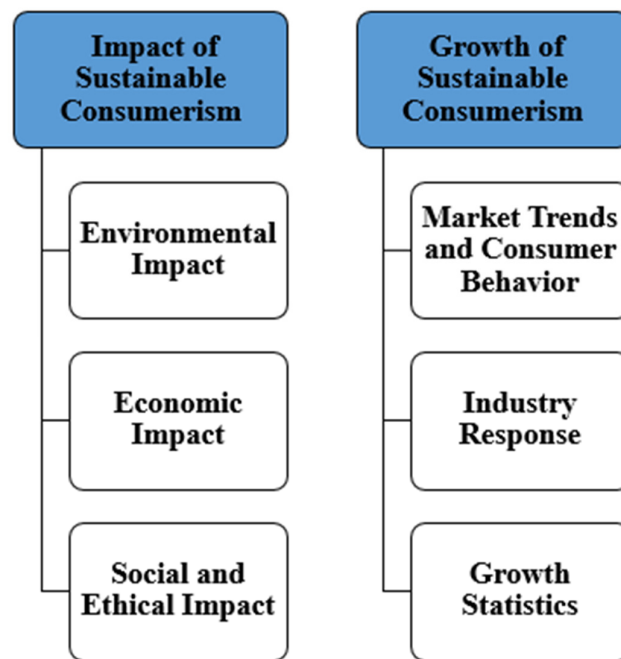 Impact of
Sustainable
Consumerism
Environmental
Impact
Economic
Impact
Social and
Ethical Impact
Growth of
Sustainable
Consumerism
Market Trends
and Consumer
Behavior
Industry
Response
Growth
Statistics